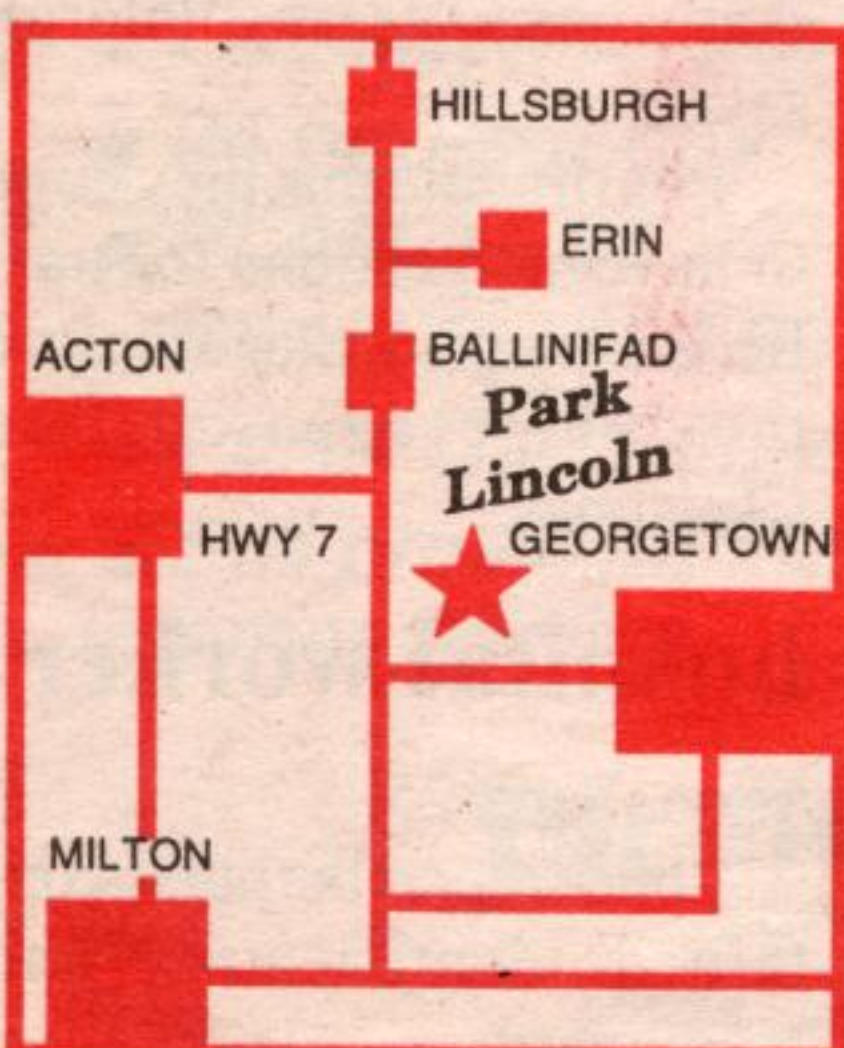 HILLSBURGH
ERIN
ACTON
BALLINIFAD
Park
Lincoln
HWY 7
GEORGETOWN
MILTON